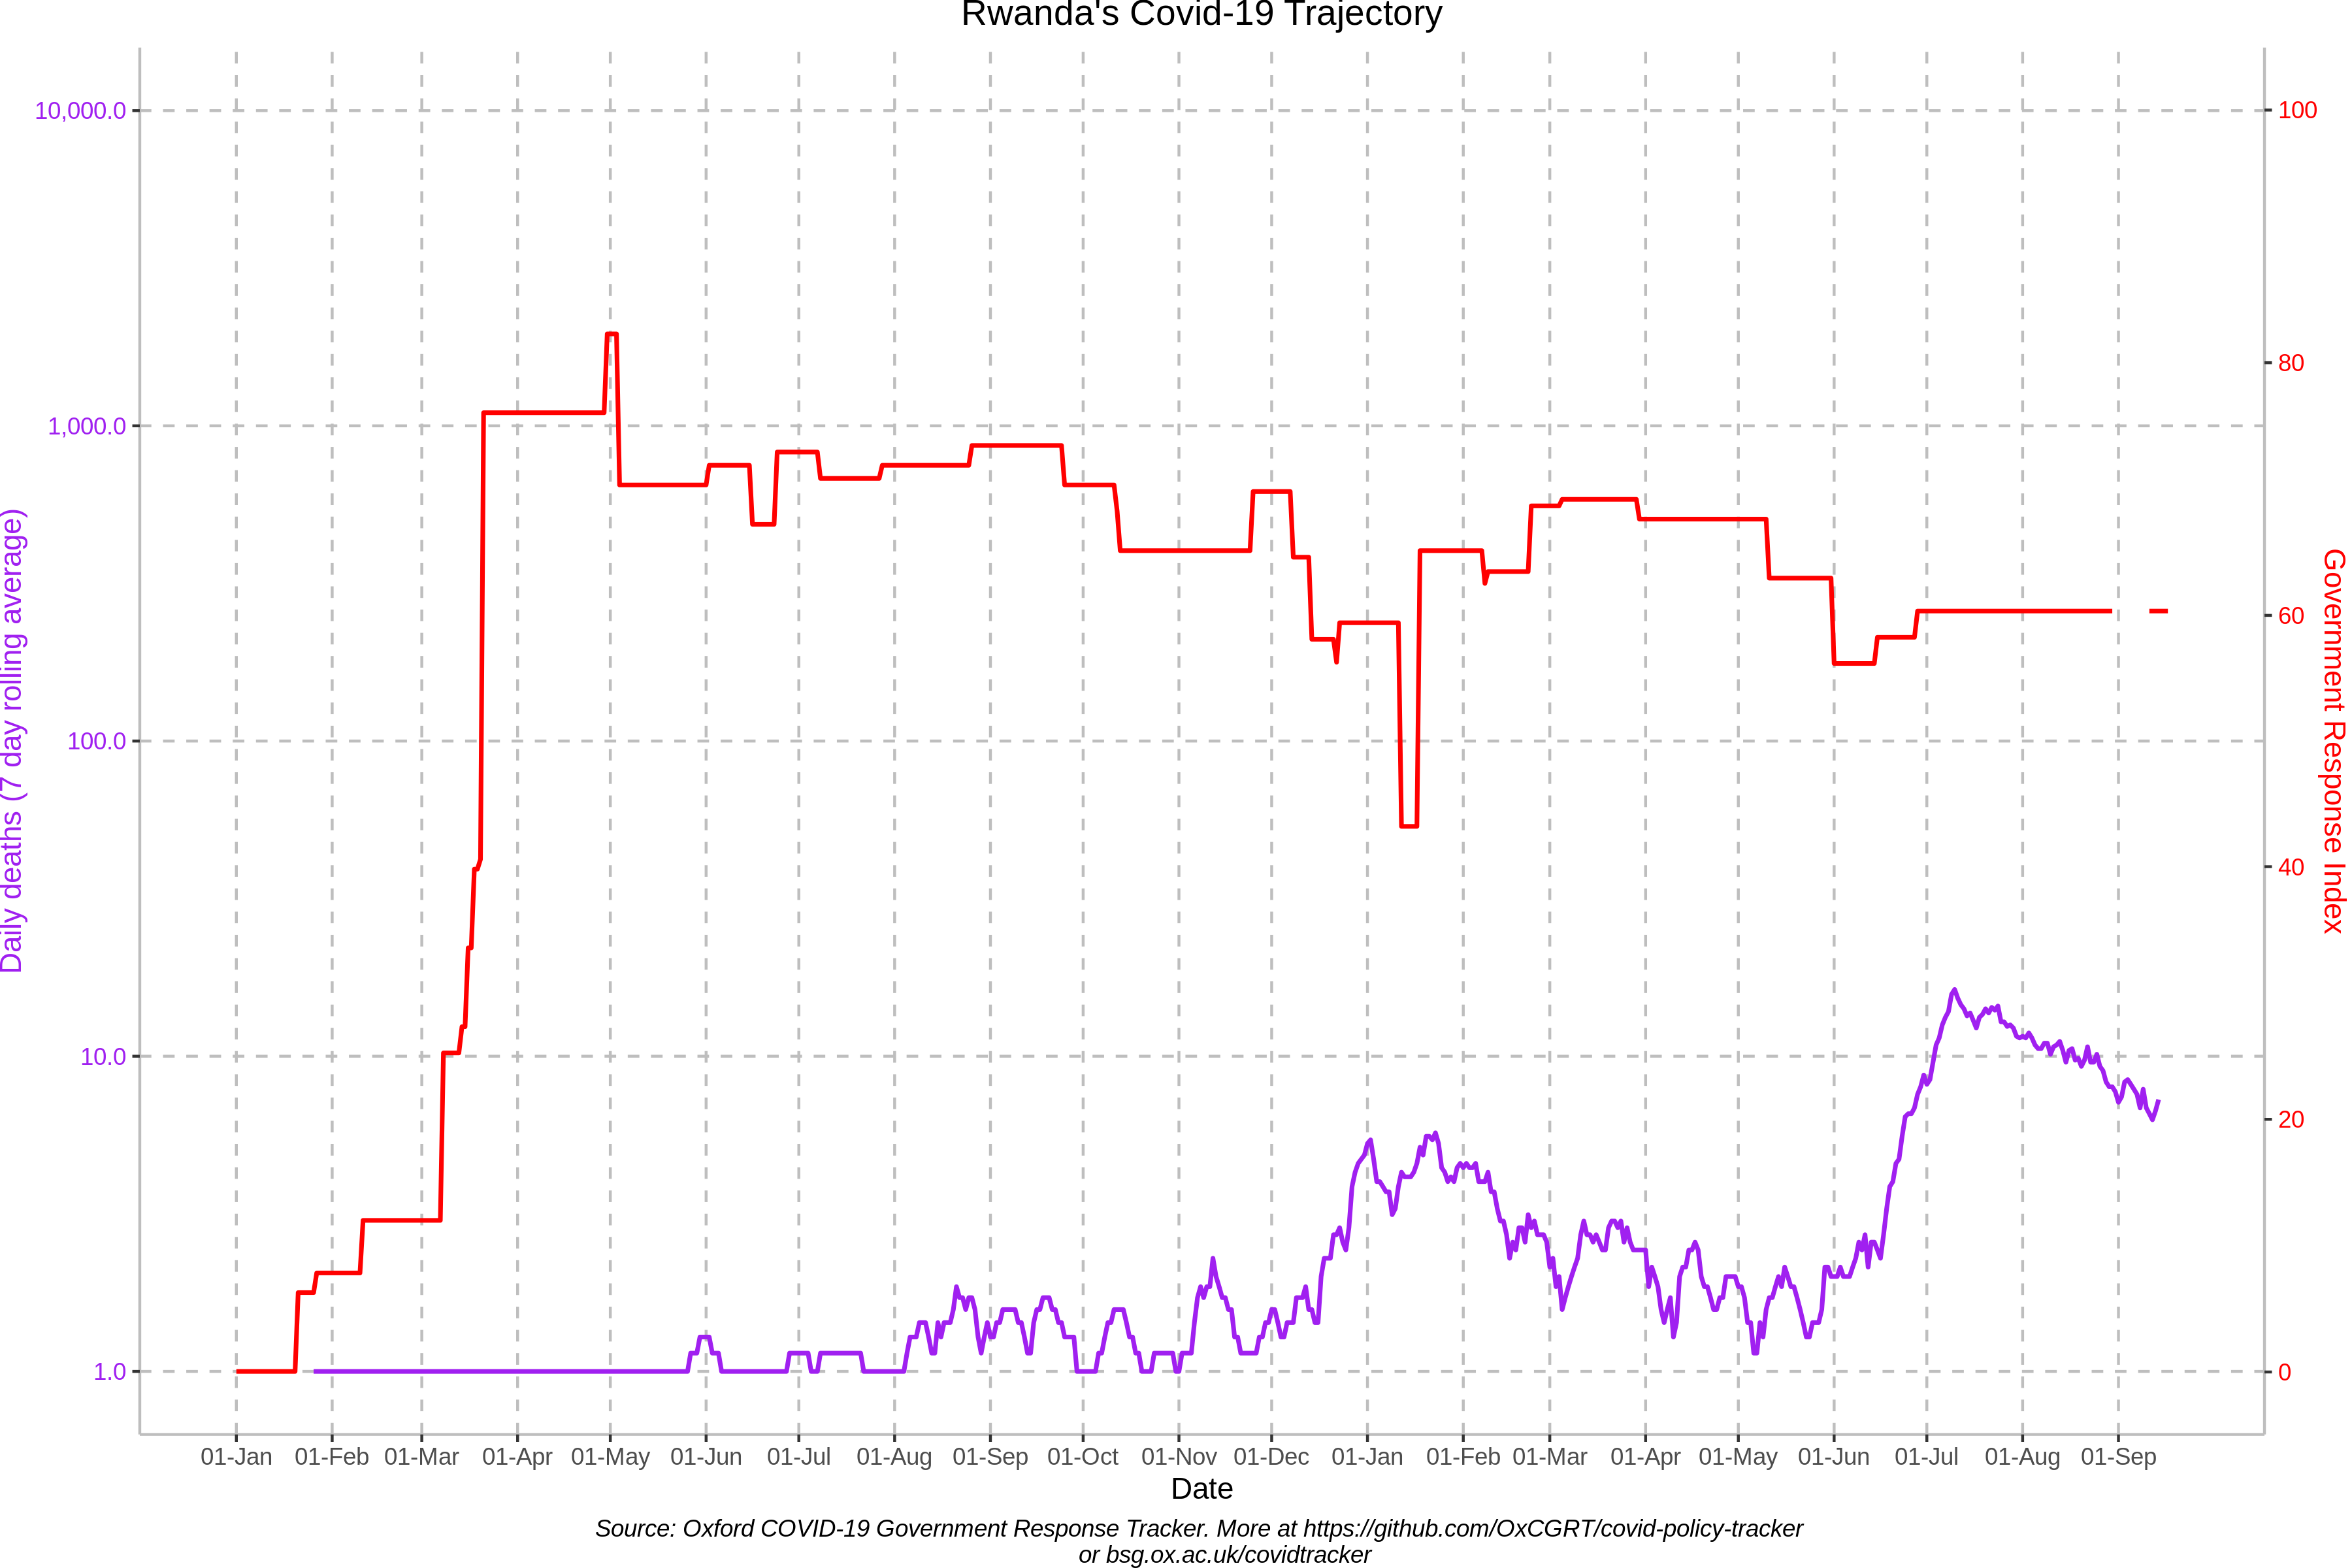 Rwanda's Covid-19 Trajectory
Daily deaths (7 day rolling average)
10,000.0
1,000.0
100.0
10.0
1.0
100
80
60
40
20
0
Government Response Index
01-Jan 01-Feb 01-Mar 01-Apr 01-May 01-Jun 01-Jul 01-Aug 01-Sep 01-Oct 01-Nov 01-Dec 01-Jan 01-Feb 01-Mar 01-Apr 01-May 01-Jun 01-Jul 01-Aug 01-Sep
Date
Source: Oxford COVID-19 Government Response Tracker. More at https://github.com/OxCGRT/covid-policy-tracker
or bsg.ox.ac.uk/covidtracker